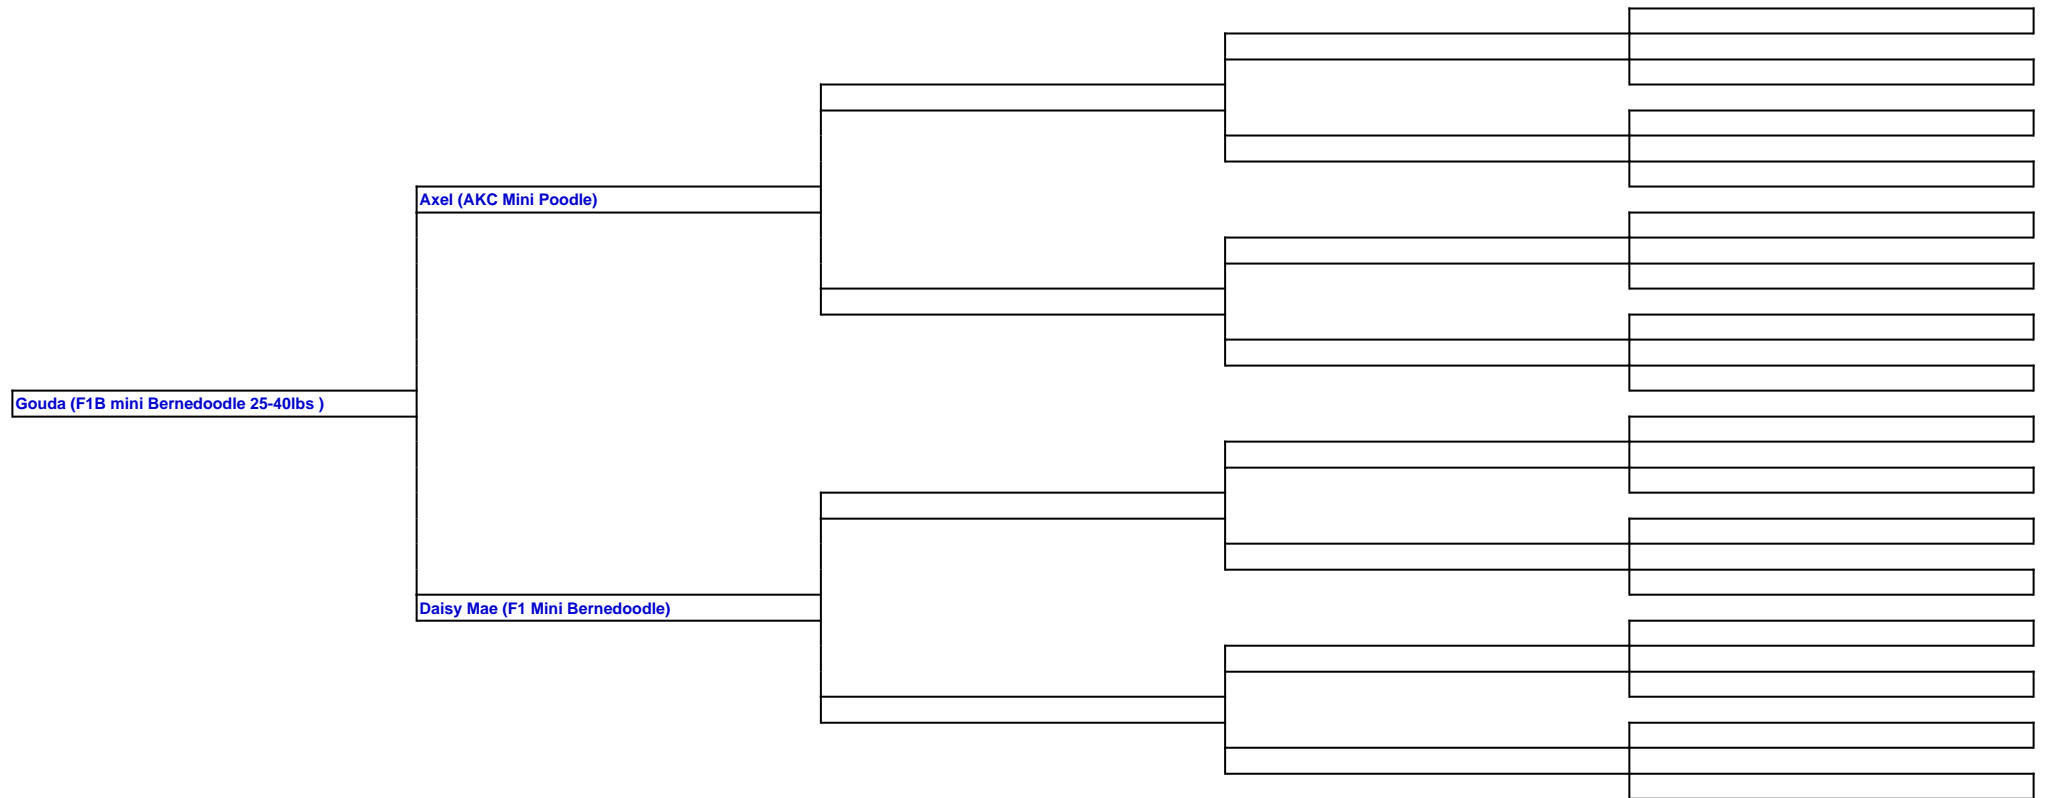 Axel (AKC Mini Poodle)
Gouda (F1B mini Bernedoodle 25-40lbs )
Daisy Mae (F1 Mini Bernedoodle)